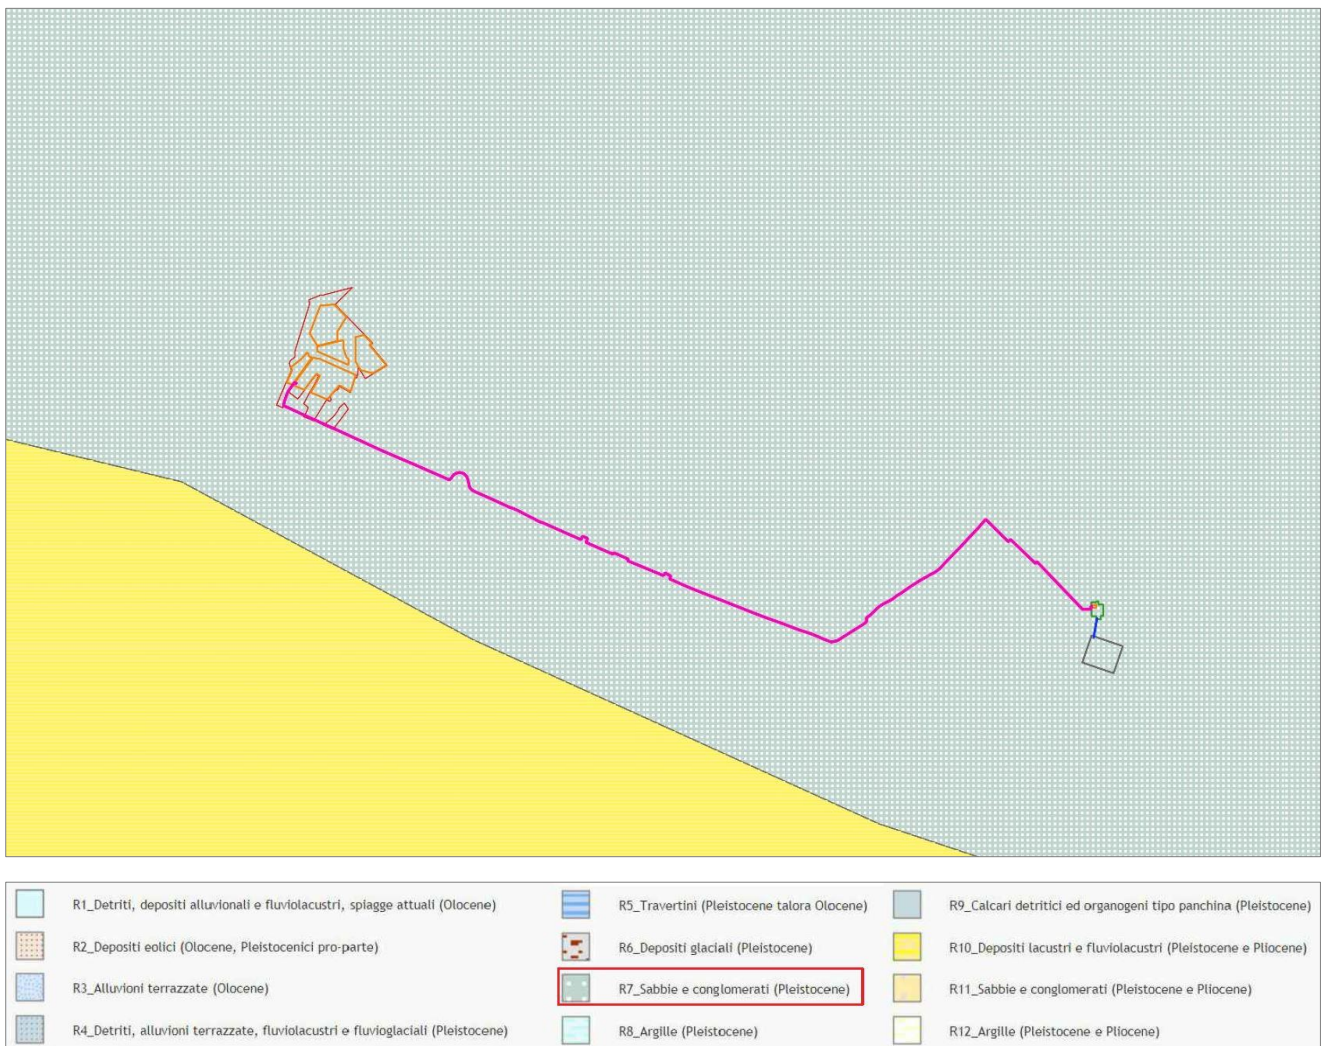 R1_Detriti, depositi alluvionali e fluviolacustri, spiagge attuali (Olocene)
R2_Depositi eolici (Olocene, Pleistocenici pro-parte)
R3_Alluvioni terrazzate (Olocene)
R4_Detriti, alluvioni terrazzate, fluviolacustri e fluvioglaciali (Pleistocene)
R5_Travertini (Pleistocene talora Olocene)
R6_Depositi glaciali (Pleistocene)
R7_Sabbie e conglomerati (Pleistocene)
R8_Argille (Pleistocene)
R9_Calcari detritici ed organogeni tipo panchina (Pleistocene)
R10_Depositi lacustri e fluviolacustri (Pleistocene e Pliocene)
R11_Sabbie e conglomerati (Pleistocene e Pliocene)
R12_Argille (Pleistocene e Pliocene)